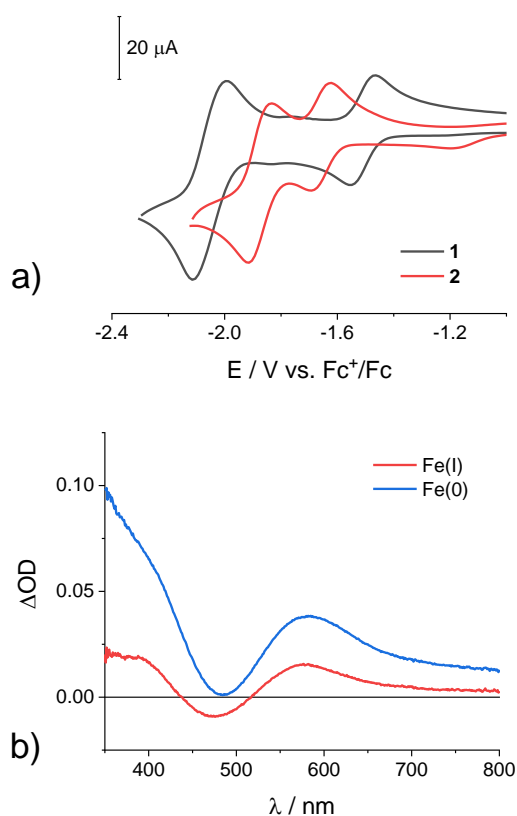 20 μA
1
2
a)
-2.4 -2.0 -1.6 -1.2
E / V vs. Fc⁺/Fc
Fe(I)
Fe(0)
0.10
0.05
0.00
ΔOD
b)
400 500 600 700 800
λ / nm